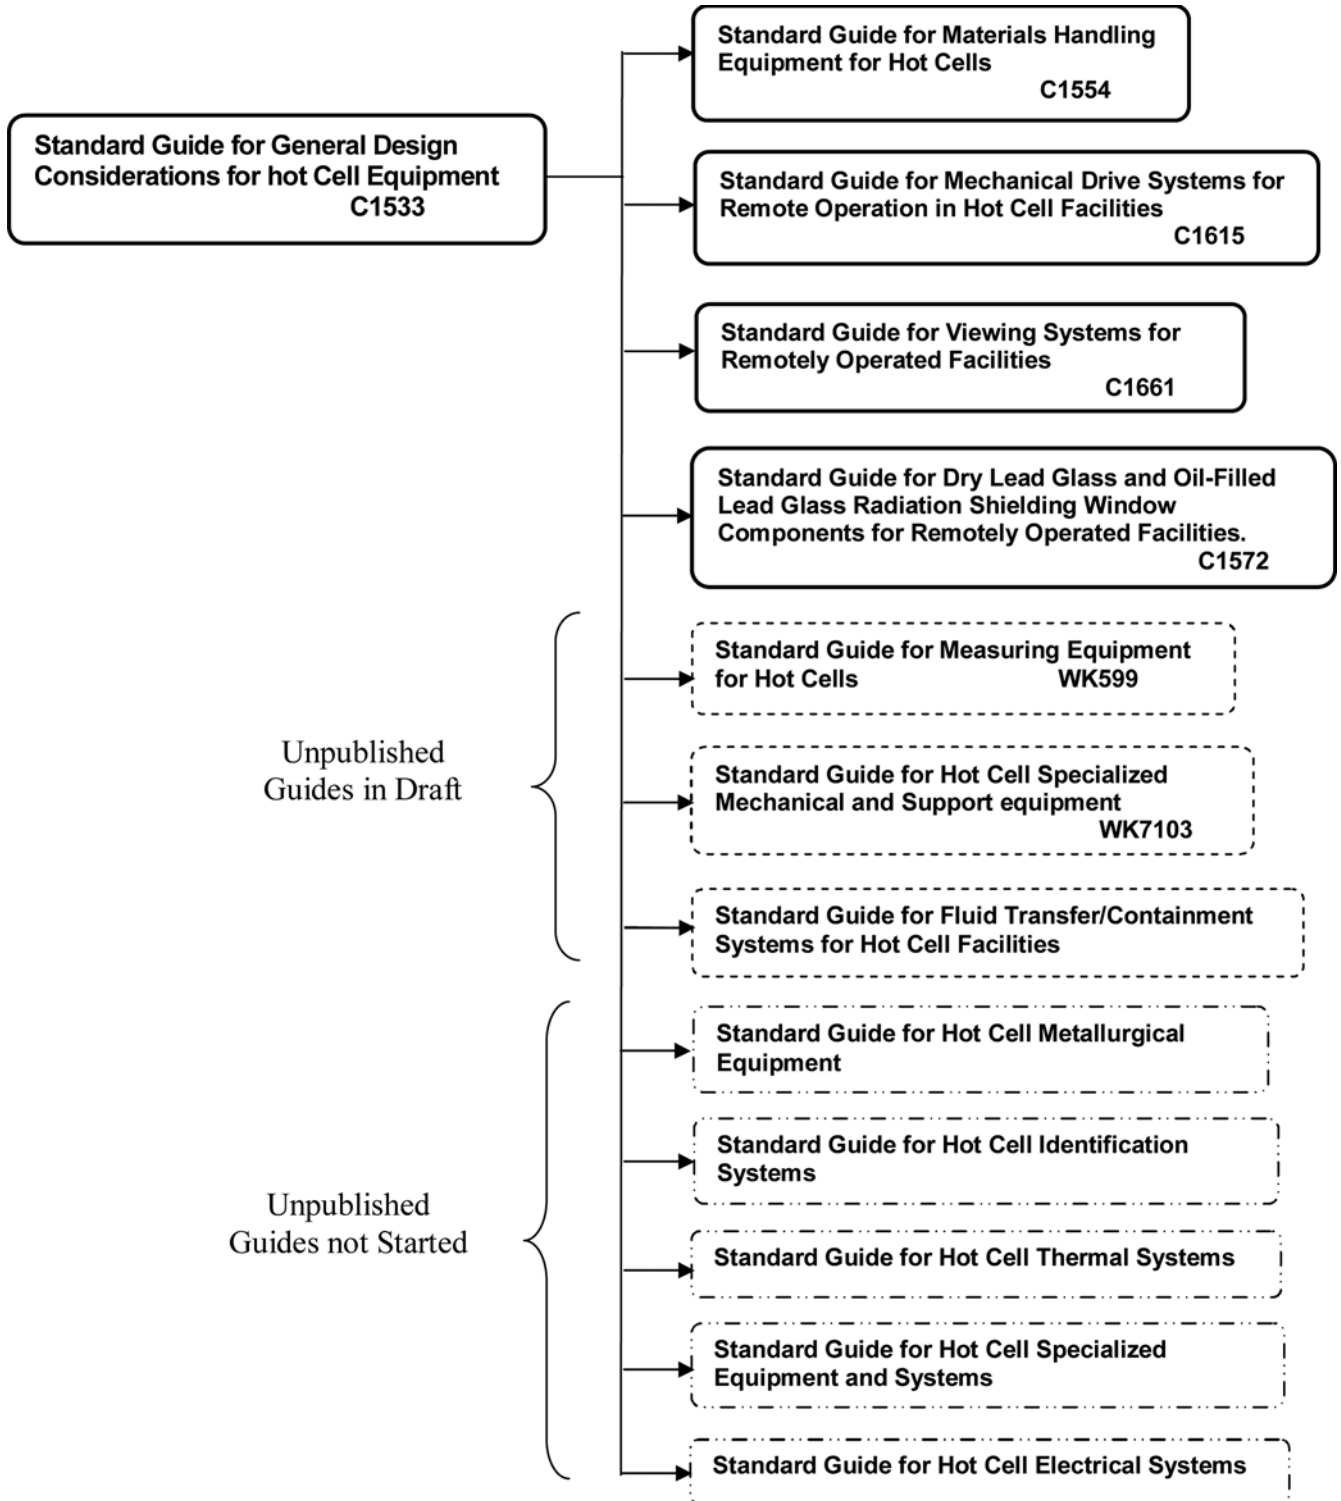 Standard Guide for General Design
Considerations for hot Cell Equipment
C1533
Standard Guide for Materials Handling
Equipment for Hot Cells
C1554
Standard Guide for Mechanical Drive Systems for
Remote Operation in Hot Cell Facilities
C1615
Standard Guide for Viewing Systems for
Remotely Operated Facilities
C1661
Standard Guide for Dry Lead Glass and Oil-Filled
Lead Glass Radiation Shielding Window
Components for Remotely Operated Facilities.
C1572
Unpublished
Guides in Draft
Standard Guide for Measuring Equipment
for Hot Cells WK599
Standard Guide for Hot Cell Specialized
Mechanical and Support equipment
WK7103
Standard Guide for Fluid Transfer/Containment
Systems for Hot Cell Facilities
Unpublished
Guides not Started
Standard Guide for Hot Cell Metallurgical
Equipment
Standard Guide for Hot Cell Identification
Systems
Standard Guide for Hot Cell Thermal Systems
Standard Guide for Hot Cell Specialized
Equipment and Systems
Standard Guide for Hot Cell Electrical Systems